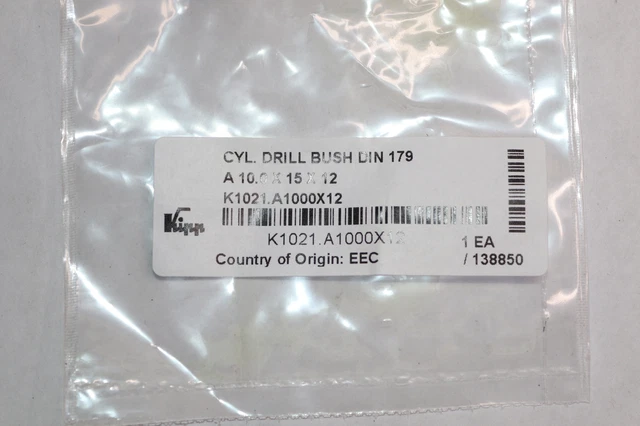 CYL. DRILL BUSH DIN 179
A 10.0 X 15 X 12
K1021.A1000X12
Kipp
K1021.A1000X12
1 EA
Country of Origin: EEC
/ 138850